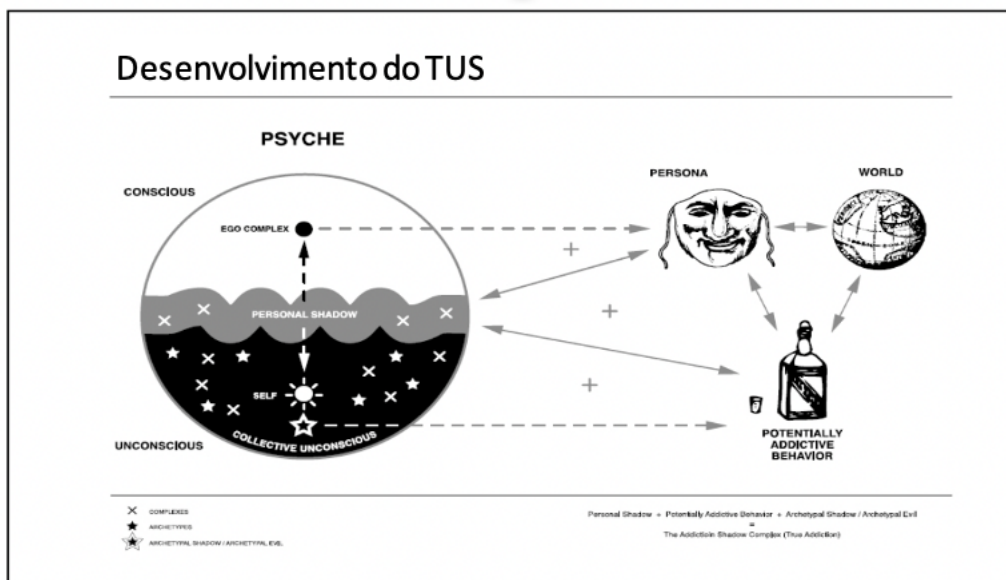 Desenvolvimento do TUS
PSYCHE
CONSCIOUS
EGO COMPLEX
PERSONAL SHADOW
SELF
COLLECTIVE UNCONSCIOUS
UNCONSCIOUS
PERSONA
WORLD
POTENTIALLY
ADDICTIVE
BEHAVIOR
COMPLEXES
ARCHETYPES
ARCHETYPAL SHADOW / ARCHETYPAL EVIL
Personal Shadow + Potentially Addictive Behavior + Archetypal Shadow / Archetypal Evil
=
The Addictioin Shadow Complex (True Addiction)